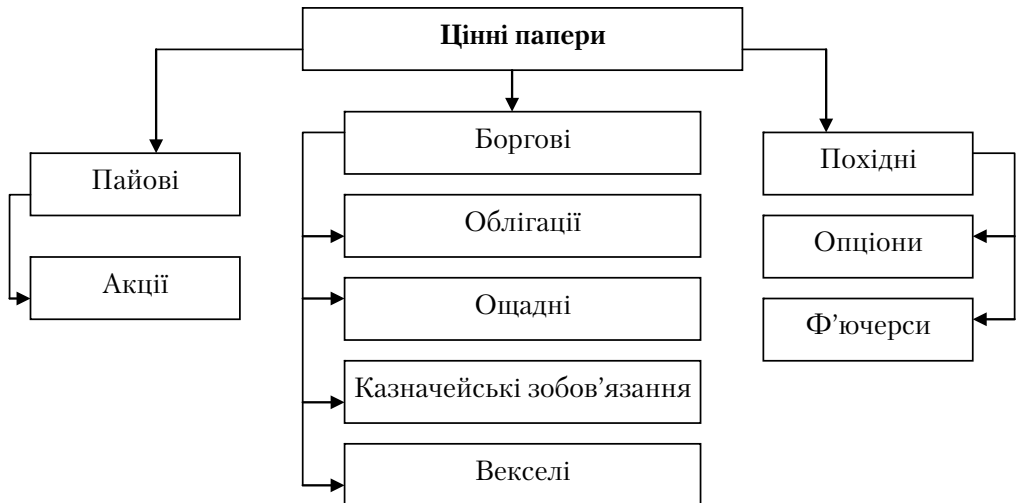 Цінні папери
Боргові
Похідні
Пайові
Облігації
Опціони
Акції
Ощадні
Ф’ючерси
Казначейські зобов’язання
Векселі